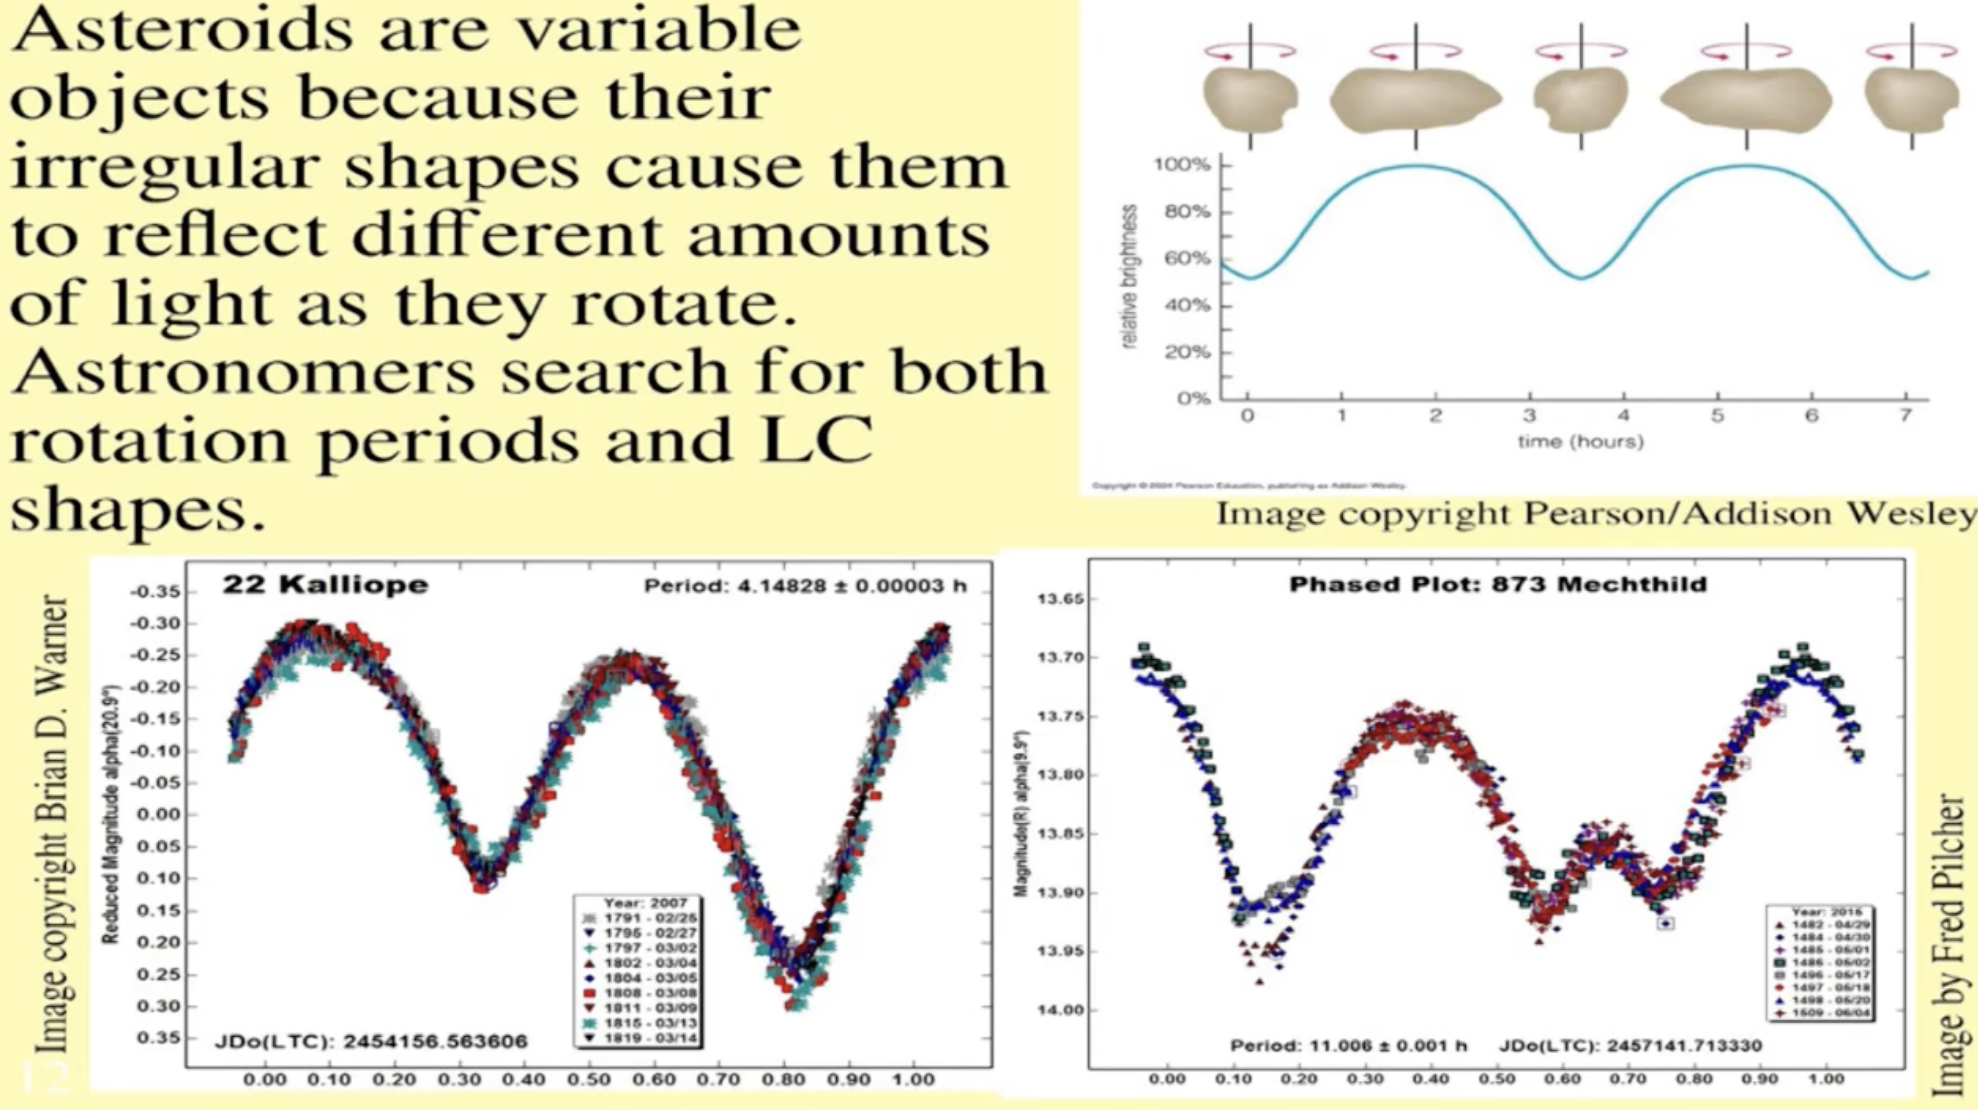 Asteroids are variable
objects because their
irregular shapes cause them
to reflect different amounts
of light as they rotate.
Astronomers search for both
rotation periods and LC
shapes.
100%
80%
60%
40%
20%
0%
relative brightness
0 1 2 3 4 5 6 7
time (hours)
Copyright © 2004 Pearson Education, publishing as Addison Wesley.
Image copyright Pearson/Addison Wesley
Image copyright Brian D. Warner
22 Kalliope
Period: 4.14828 ± 0.00003 h
-0.35
-0.30
-0.25
-0.20
-0.15
-0.10
-0.05
0.00
0.05
0.10
0.15
0.20
0.25
0.30
0.35
Reduced Magnitude alpha(20.9°)
Year: 2007
1791 - 02/25
1795 - 02/27
1797 - 03/02
1802 - 03/04
1804 - 03/05
1808 - 03/08
1811 - 03/09
1815 - 03/13
1819 - 03/14
JDo(LTC): 2454156.563606
0.00 0.10 0.20 0.30 0.40 0.50 0.60 0.70 0.80 0.90 1.00
12
Phased Plot: 873 Mechthild
13.65
13.70
13.75
13.80
13.85
13.90
13.95
14.00
Magnitude(R) alpha(9.9°)
Year: 2015
1482 - 04/29
1484 - 04/30
1485 - 05/01
1486 - 05/02
1496 - 05/17
1497 - 05/18
1498 - 05/20
1509 - 06/04
Period: 11.006 ± 0.001 h JDo(LTC): 2457141.713330
0.00 0.10 0.20 0.30 0.40 0.50 0.60 0.70 0.80 0.90 1.00
Image by Fred Pilcher